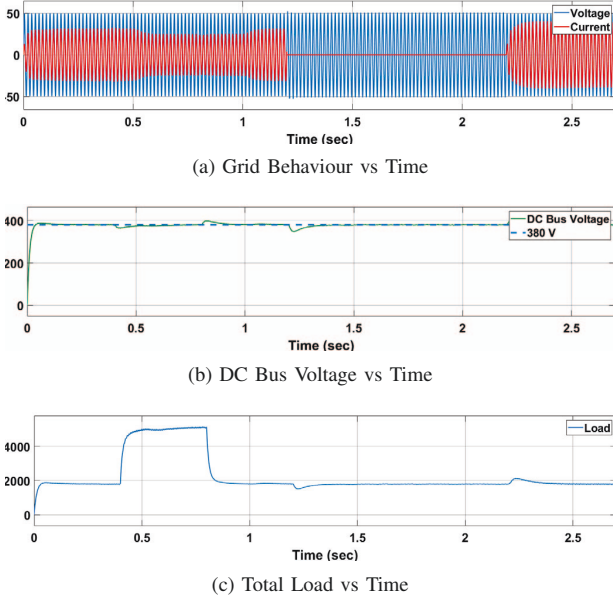 50
0
-50
Voltage
Current
0 0.5 1 1.5 2 2.5
Time (sec)
(a) Grid Behaviour vs Time
400
200
0
DC Bus Voltage
380 V
0 0.5 1 1.5 2 2.5
Time (sec)
(b) DC Bus Voltage vs Time
4000
2000
0
Load
0 0.5 1 1.5 2 2.5
Time (sec)
(c) Total Load vs Time